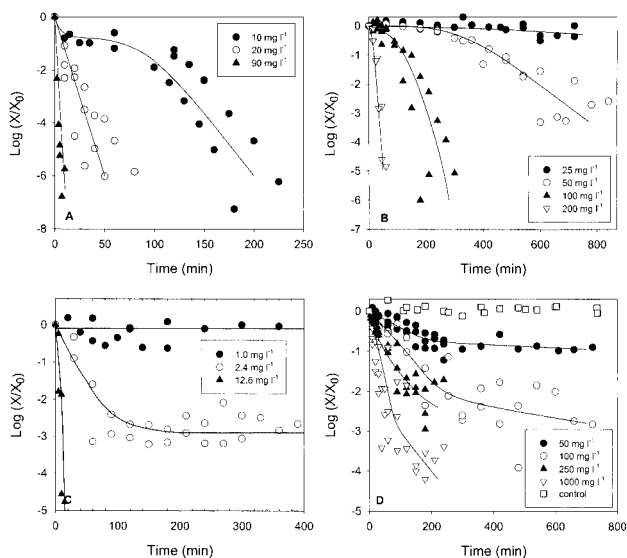 0
-2
-4
-6
-8
Log (X/X0)
10 mg l-1
20 mg l-1
90 mg l-1
A
0 50 100 150 200 250
Time (min)
1
0
-1
-2
-3
-4
-5
-6
-7
Log (X/X0)
25 mg l-1
50 mg l-1
100 mg l-1
200 mg l-1
B
0 200 400 600 800
Time (min)
1
0
-1
-2
-3
-4
-5
Log (X/X0)
1.0 mg l-1
2.4 mg l-1
12.6 mg l-1
C
0 100 200 300 400
Time (min)
1
0
-1
-2
-3
-4
-5
Log (X/X0)
50 mg l-1
100 mg l-1
250 mg l-1
1000 mg l-1
control
D
0 200 400 600 800
Time (min)